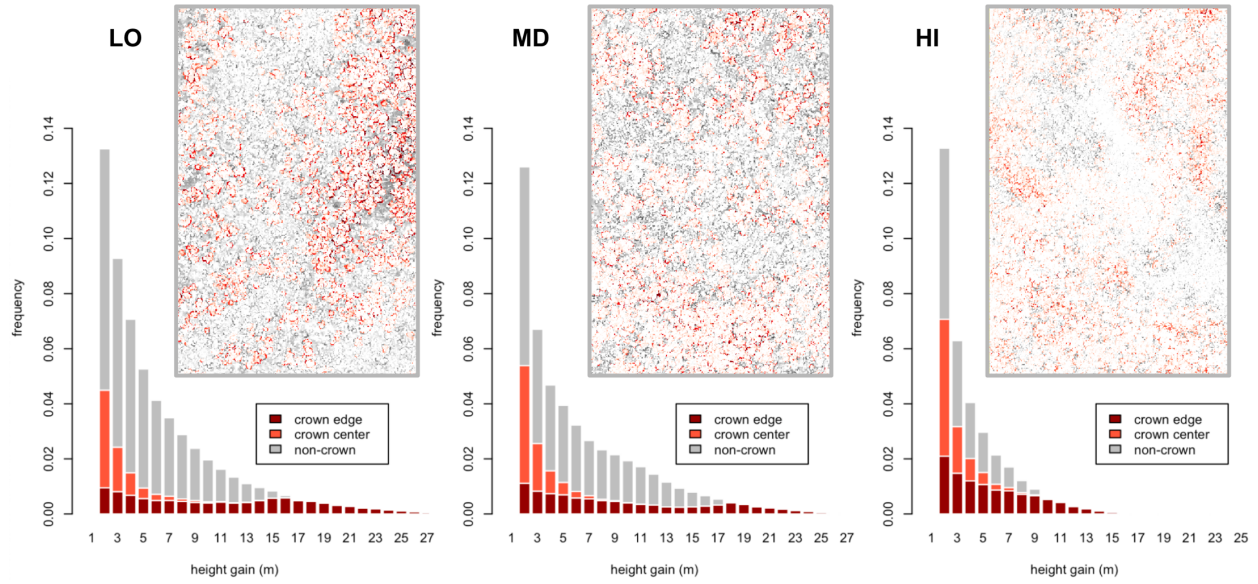 LO
frequency
0.00 0.02 0.04 0.06 0.08 0.10 0.12 0.14
crown edge
crown center
non-crown
1 3 5 7 9 11 13 15 17 19 21 23 25 27
height gain (m)
MD
frequency
0.00 0.02 0.04 0.06 0.08 0.10 0.12 0.14
crown edge
crown center
non-crown
1 3 5 7 9 11 13 15 17 19 21 23 25 27
height gain (m)
HI
frequency
0.00 0.02 0.04 0.06 0.08 0.10 0.12 0.14
crown edge
crown center
non-crown
1 3 5 7 9 11 13 15 17 19 21 23 25
height gain (m)